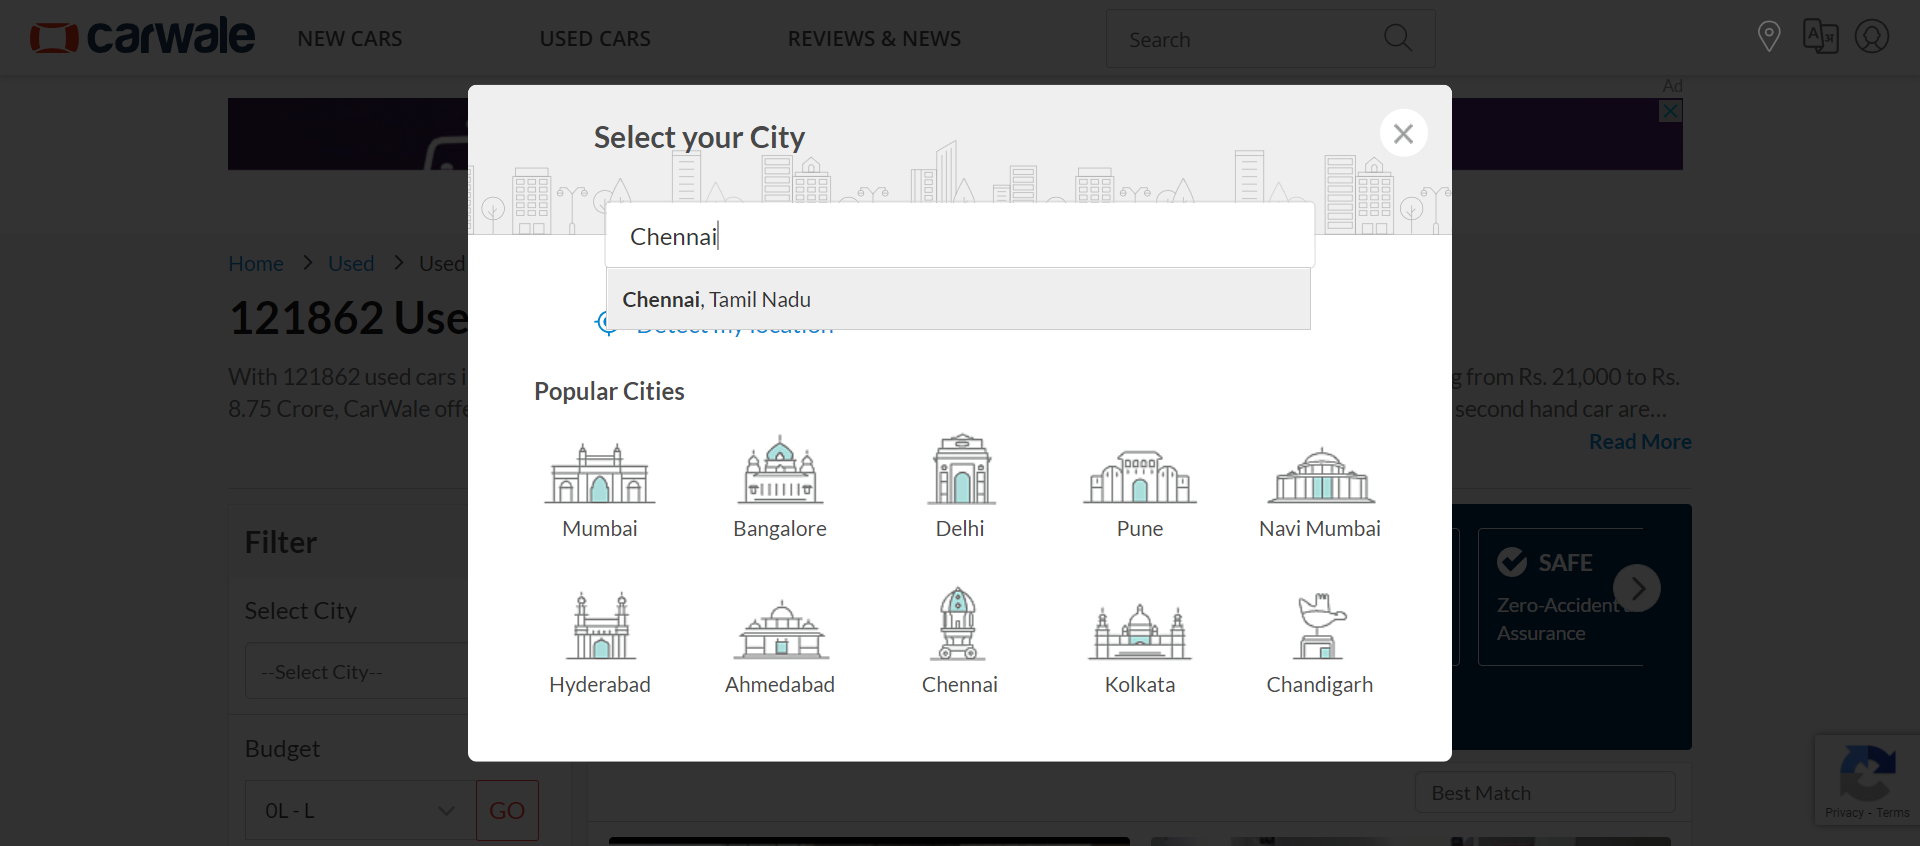 carwale
NEW CARS
USED CARS
REVIEWS & NEWS
Search
Ad
Select your City
Chennai
Chennai, Tamil Nadu
Detect my location
Popular Cities
Mumbai
Bangalore
Delhi
Pune
Navi Mumbai
Hyderabad
Ahmedabad
Chennai
Kolkata
Chandigarh
Home
Used
Used
121862 Use
With 121862 used cars i
g from Rs. 21,000 to Rs.
8.75 Crore, CarWale offe
second hand car are...
Read More
Filter
Select City
--Select City--
Budget
0L - L
GO
SAFE
Zero-Accident
Assurance
Best Match
Privacy - Terms